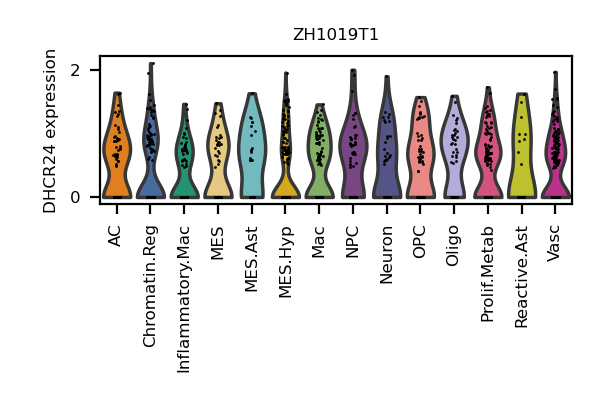 ZH1019T1
DHCR24 expression
2
0
AC
Chromatin.Reg
Inflammatory.Mac
MES
MES.Ast
MES.Hyp
Mac
NPC
Neuron
OPC
Oligo
Prolif.Metab
Reactive.Ast
Vasc